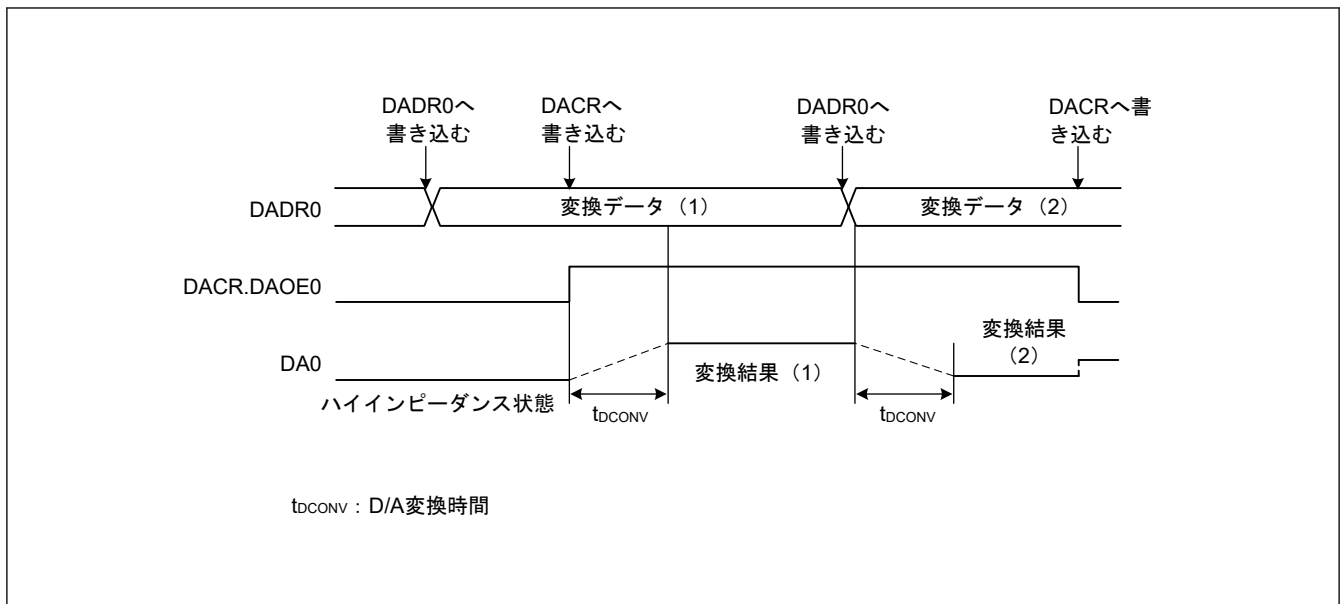 DADR0へ
書き込む
DACRへ
書き込む
DADR0へ
書き込む
DACRへ書
き込む
DADR0
変換データ（1）
変換データ（2）
DACR.DAOE0
DA0
変換結果（1）
変換結果
（2）
ハイインピーダンス状態
tDCONV
tDCONV
tDCONV：D/A変換時間